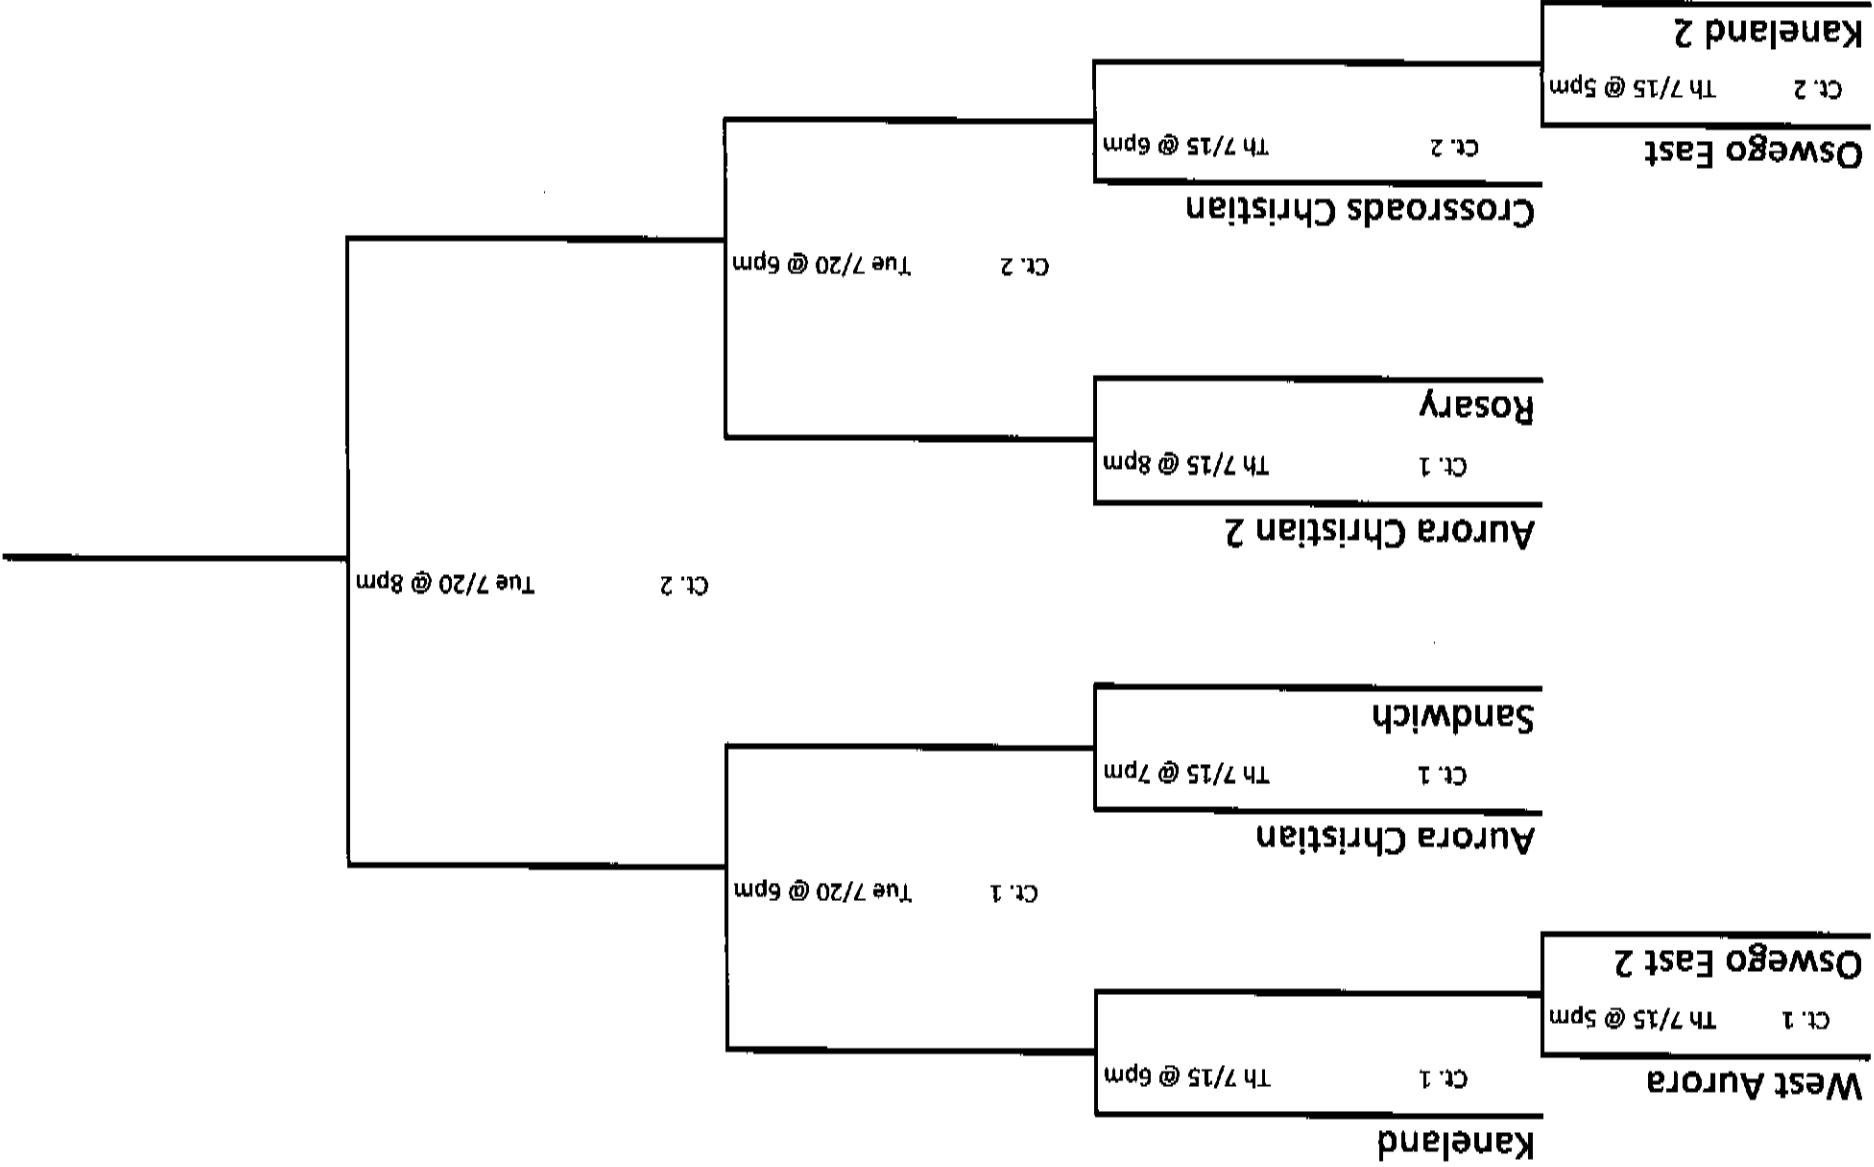 Kaneland
Ct. 1 Th 7/15 @ 6pm
West Aurora
Ct. 1 Th 7/15 @ 5pm
Oswego East 2
Ct. 1 Tue 7/20 @ 6pm
Aurora Christian
Ct. 1 Th 7/15 @ 7pm
Sandwich
Ct. 2 Tue 7/20 @ 8pm
Aurora Christian 2
Ct. 1 Th 7/15 @ 8pm
Rosary
Ct. 2 Tue 7/20 @ 6pm
Crossroads Christian
Ct. 2 Th 7/15 @ 6pm
Oswego East
Ct. 2 Th 7/15 @ 5pm
Kaneland 2